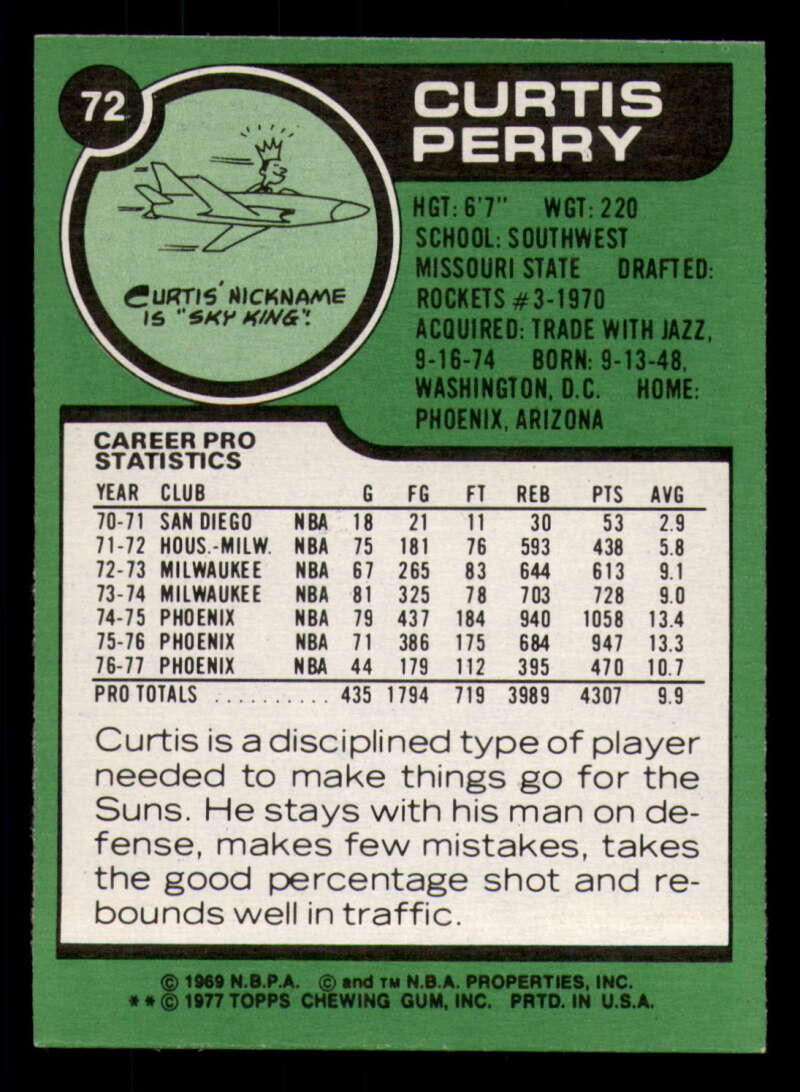 72
CURTIS
PERRY
CURTIS' NICKNAME
IS "SKY KING"!
HGT: 6'7" WGT: 220
SCHOOL: SOUTHWEST
MISSOURI STATE DRAFTED:
ROCKETS #3-1970
ACQUIRED: TRADE WITH JAZZ,
9-16-74 BORN: 9-13-48,
WASHINGTON, D.C. HOME:
PHOENIX, ARIZONA
CAREER PRO
STATISTICS
YEAR CLUB G FG FT REB PTS AVG
70-71 SAN DIEGO NBA 18 21 11 30 53 2.9
71-72 HOUS.-MILW. NBA 75 181 76 593 438 5.8
72-73 MILWAUKEE NBA 67 265 83 644 613 9.1
73-74 MILWAUKEE NBA 81 325 78 703 728 9.0
74-75 PHOENIX NBA 79 437 184 940 1058 13.4
75-76 PHOENIX NBA 71 386 175 684 947 13.3
76-77 PHOENIX NBA 44 179 112 395 470 10.7
PRO TOTALS .......... 435 1794 719 3989 4307 9.9
Curtis is a disciplined type of player
needed to make things go for the
Suns. He stays with his man on de-
fense, makes few mistakes, takes
the good percentage shot and re-
bounds well in traffic.
© 1969 N.B.P.A. © and TM N.B.A. PROPERTIES, INC.
** © 1977 TOPPS CHEWING GUM, INC. PRTD. IN U.S.A.